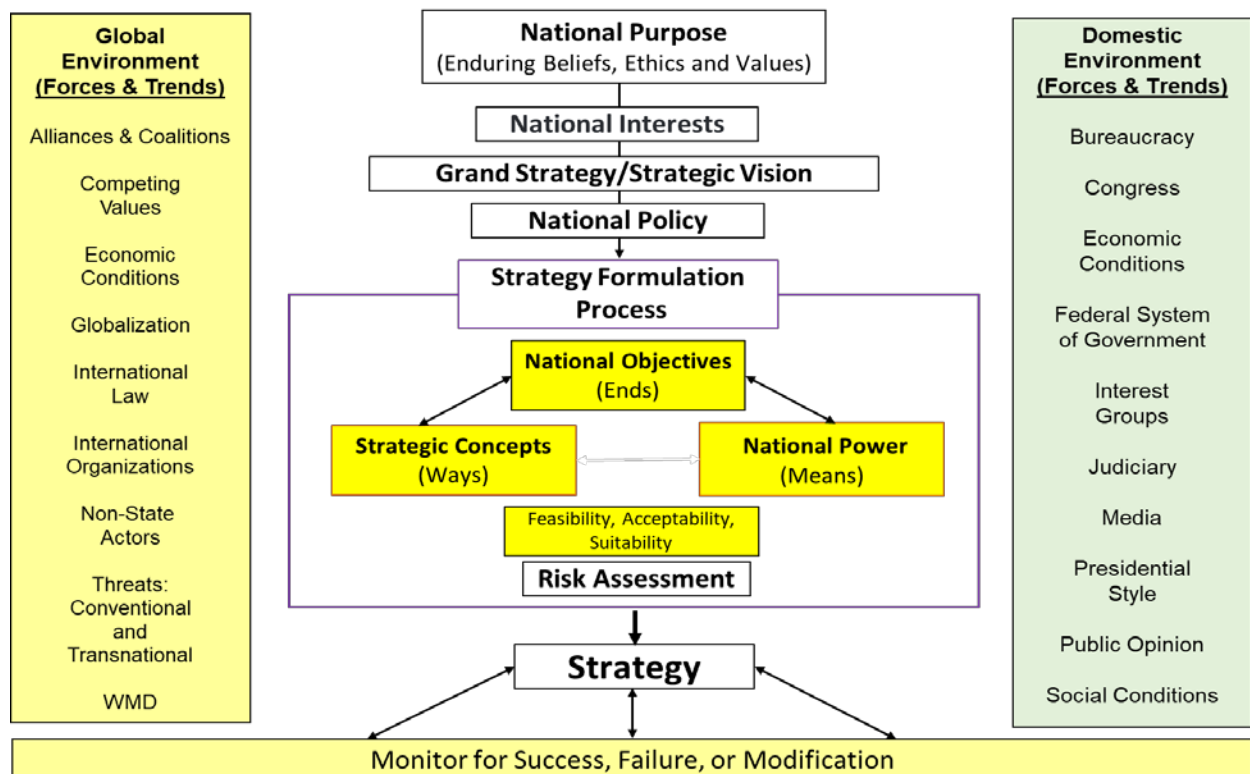 Global
Environment
(Forces & Trends)
Alliances & Coalitions
Competing
Values
Economic
Conditions
Globalization
International
Law
International
Organizations
Non-State
Actors
Threats:
Conventional
and
Transnational
WMD
National Purpose
(Enduring Beliefs, Ethics and Values)
National Interests
Grand Strategy/Strategic Vision
National Policy
Strategy Formulation
Process
National Objectives
(Ends)
Strategic Concepts
(Ways)
National Power
(Means)
Feasibility, Acceptability,
Suitability
Risk Assessment
Strategy
Domestic
Environment
(Forces & Trends)
Bureaucracy
Congress
Economic
Conditions
Federal System
of Government
Interest
Groups
Judiciary
Media
Presidential
Style
Public Opinion
Social Conditions
Monitor for Success, Failure, or Modification